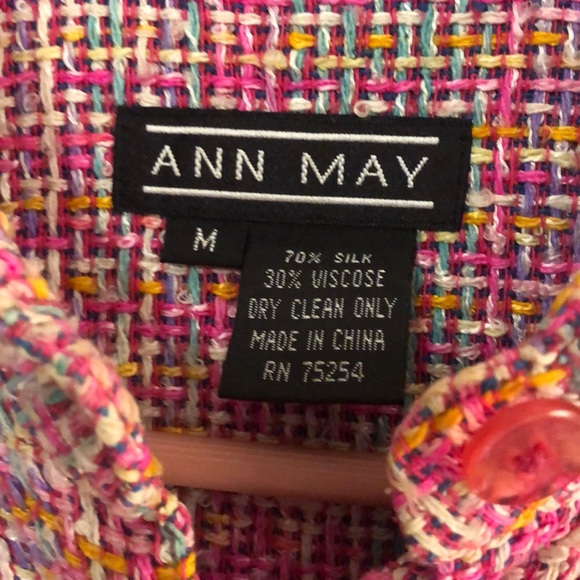 ANN MAY
M
70% SILK
30% VISCOSE
DRY CLEAN ONLY
MADE IN CHINA
RN 75254